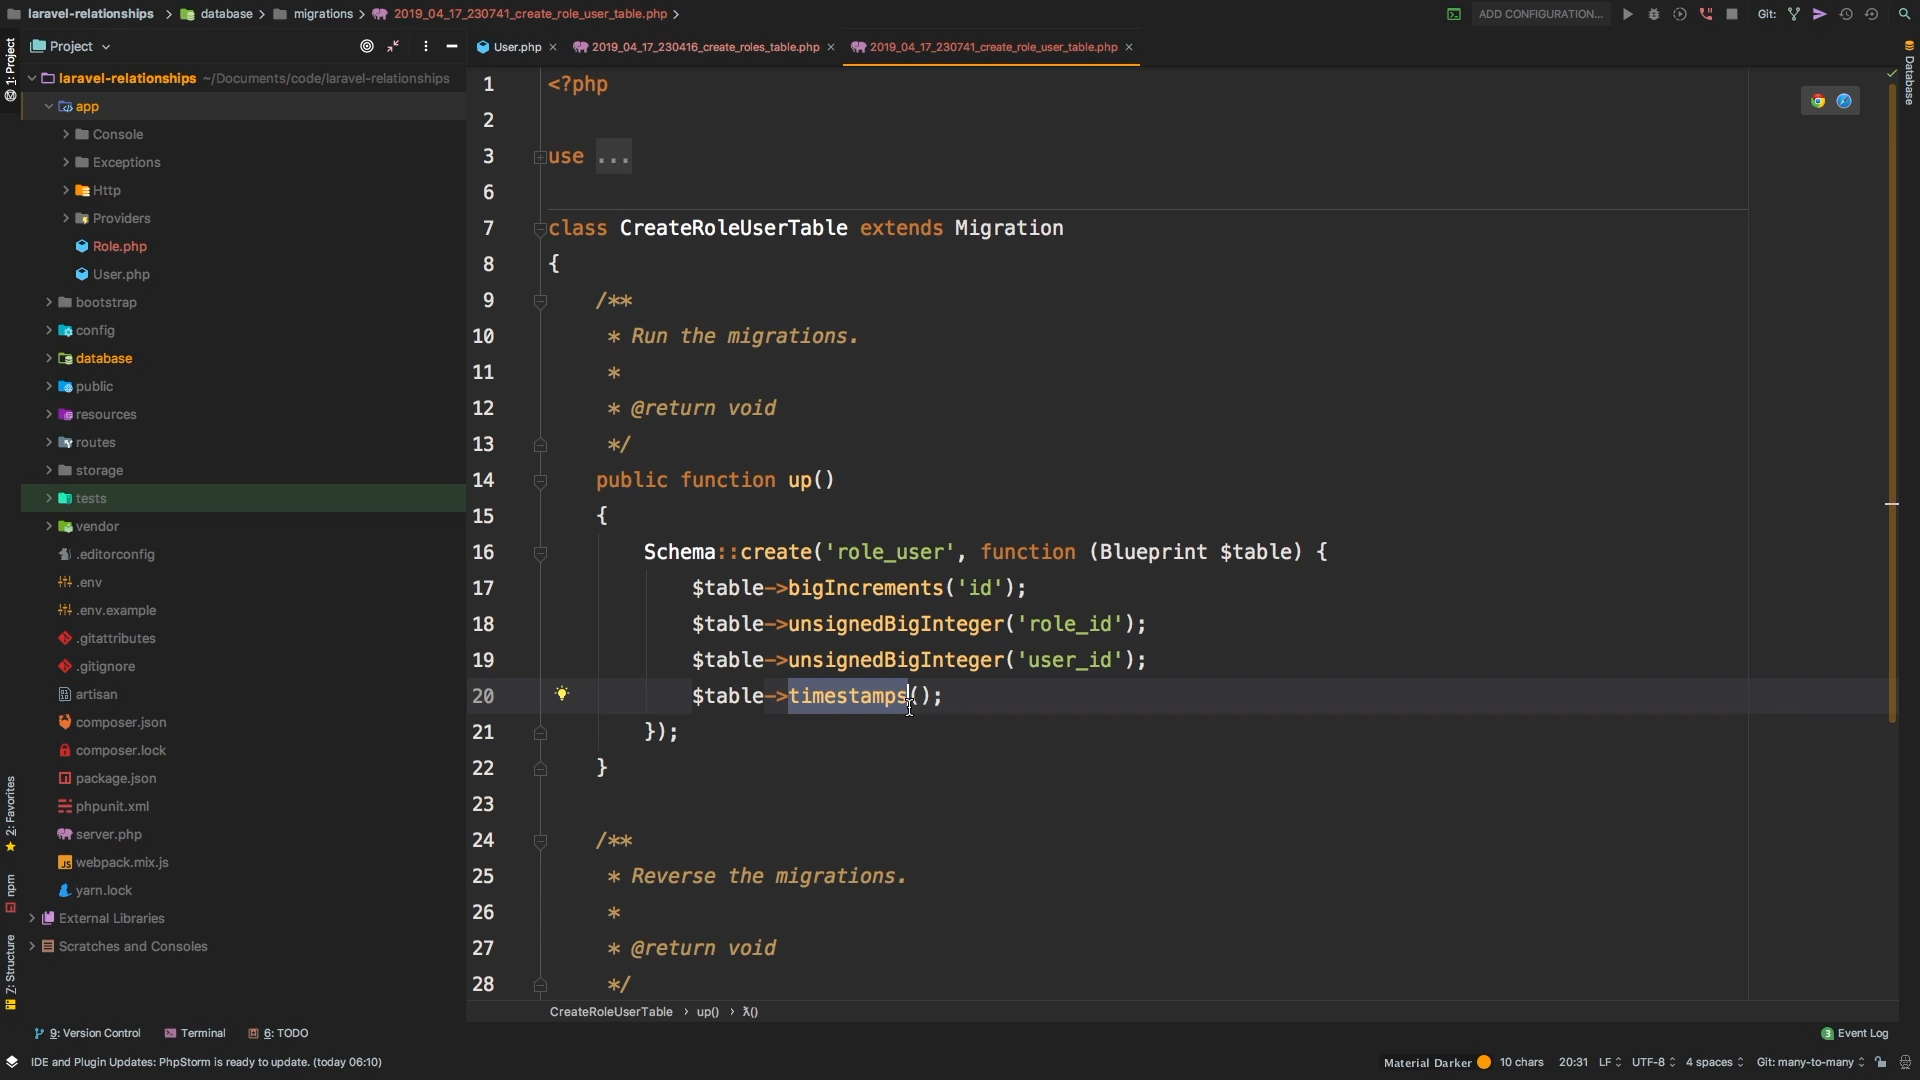 laravel-relationships > database > migrations > 2019_04_17_230741_create_role_user_table.php >
ADD CONFIGURATION...
Git:
1: Project
Project
User.php ×
2019_04_17_230416_create_roles_table.php ×
2019_04_17_230741_create_role_user_table.php ×
Database
laravel-relationships ~/Documents/code/laravel-relationships
app
Console
Exceptions
Http
Providers
Role.php
User.php
bootstrap
config
database
public
resources
routes
storage
tests
vendor
.editorconfig
.env
.env.example
.gitattributes
.gitignore
artisan
composer.json
composer.lock
package.json
phpunit.xml
server.php
webpack.mix.js
yarn.lock
External Libraries
Scratches and Consoles
2: Favorites
npm
7: Structure
1 <?php
2
3 use ...
6
7 class CreateRoleUserTable extends Migration
8 {
9 /**
10 * Run the migrations.
11 *
12 * @return void
13 */
14 public function up()
15 {
16 Schema::create('role_user', function (Blueprint $table) {
17 $table->bigIncrements('id');
18 $table->unsignedBigInteger('role_id');
19 $table->unsignedBigInteger('user_id');
20 $table->timestamps();
21 });
22 }
23
24 /**
25 * Reverse the migrations.
26 *
27 * @return void
28 */
CreateRoleUserTable > up() > λ()
9: Version Control
Terminal
6: TODO
3 Event Log
IDE and Plugin Updates: PhpStorm is ready to update. (today 06:10)
Material Darker 10 chars 20:31 LF UTF-8 4 spaces Git: many-to-many